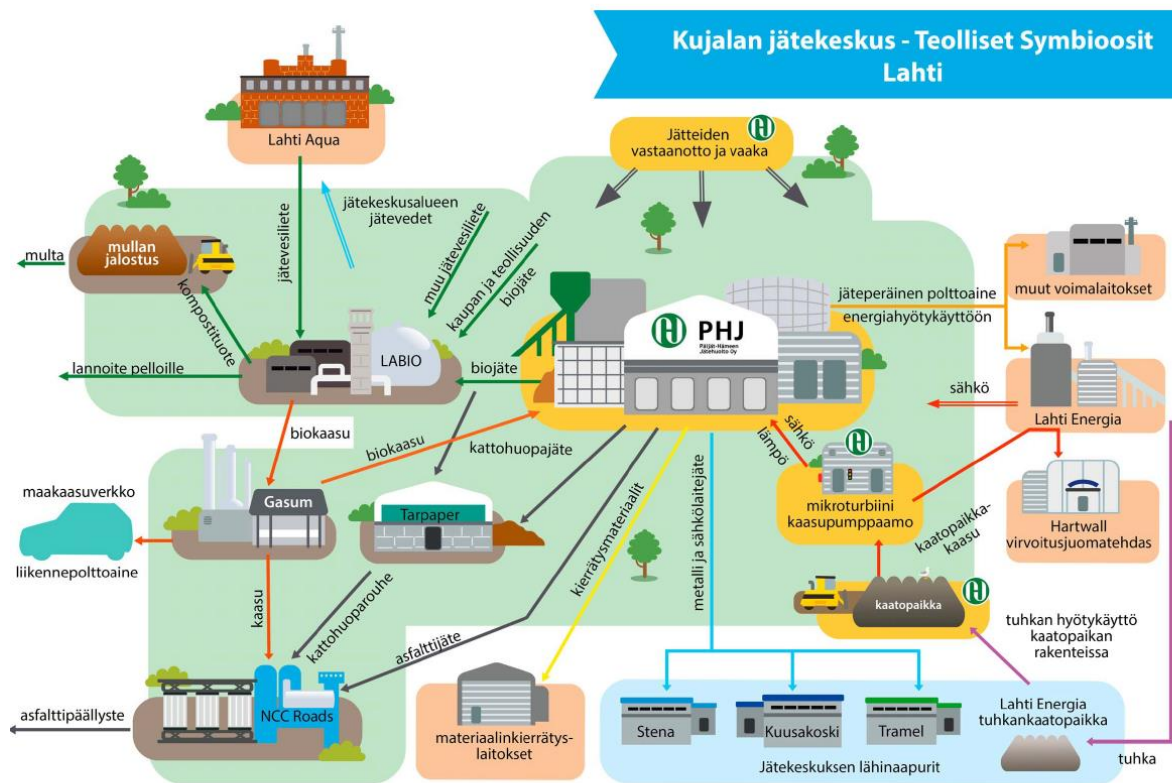 Kujalan jätekeskus - Teolliset Symbioosit
Lahti
Lahti Aqua
Jätteiden
vastaanotto ja vaaka
jätekeskusalueen
jätevedet
jätevesiliete
muu jätevesiliete
kaupan ja teollisuuden
biojäte
mullan
jalostus
multa
kompostituote
lannoite pelloille
LABIO
biojäte
PHJ
Päijät-Hämeen
Jätehuolto Oy
jäteperäinen polttoaine
energiahyötykäyttöön
muut voimalaitokset
sähkö
Lahti Energia
biokaasu
biokaasu
kattohuopajäte
sähkö
lämpö
mikroturbiini
kaasupumppaamo
kaatopaikka-
kaasu
Hartwall
virvoitusjuomatehdas
maakaasuverkko
liikennepolttoaine
Gasum
Tarpaper
kierrätysmateriaalit
metalli ja sähkölaitejäte
kaatopaikka
tuhkan hyötykäyttö
kaatopaikan
rakenteissa
kaasu
kattohuoparouhe
asfalttijäte
NCC Roads
asfalttipäällyste
materiaalinkierrätys-
laitokset
Stena
Kuusakoski
Tramel
Lahti Energia
tuhkankaatopaikka
Jätekeskuksen lähinaapurit
tuhka